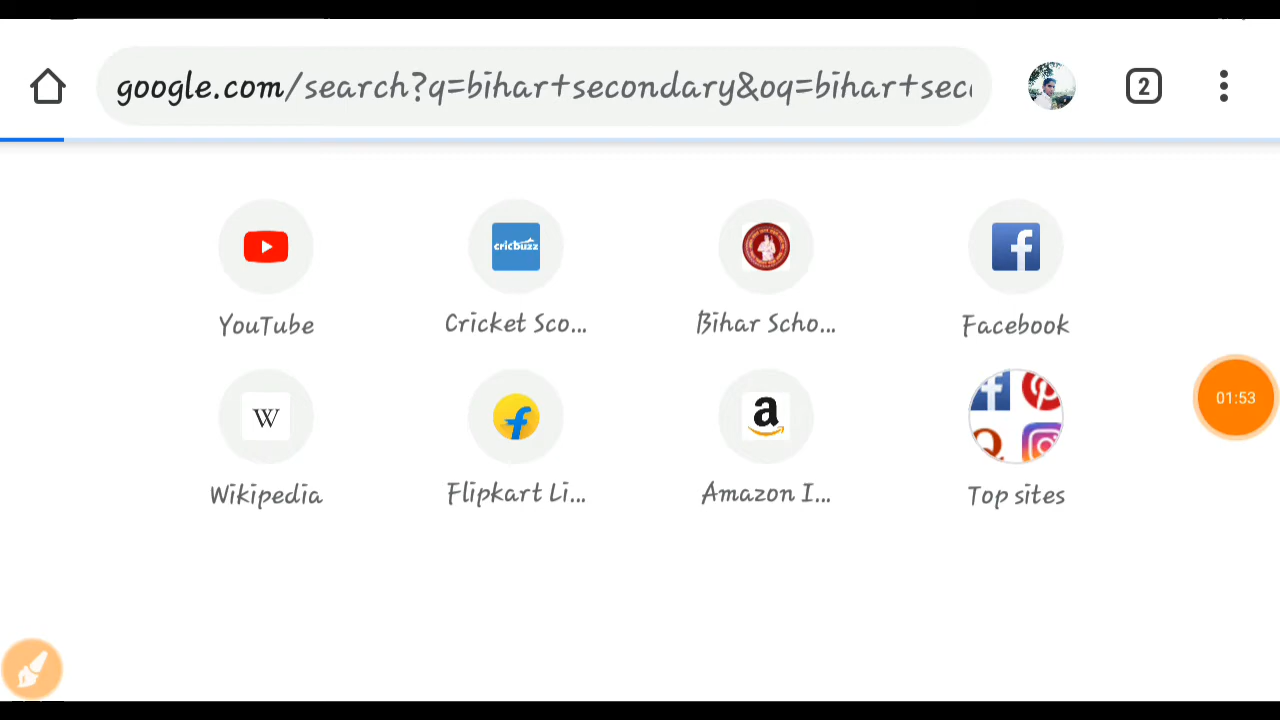 google.com/search?q=bihar+secondary&oq=bihar+sec
2
cricbuzz
f
YouTube
Cricket Sco...
Bihar Scho...
Facebook
W
f
a
f
01:53
Wikipedia
Flipkart Li...
Amazon I...
Top sites